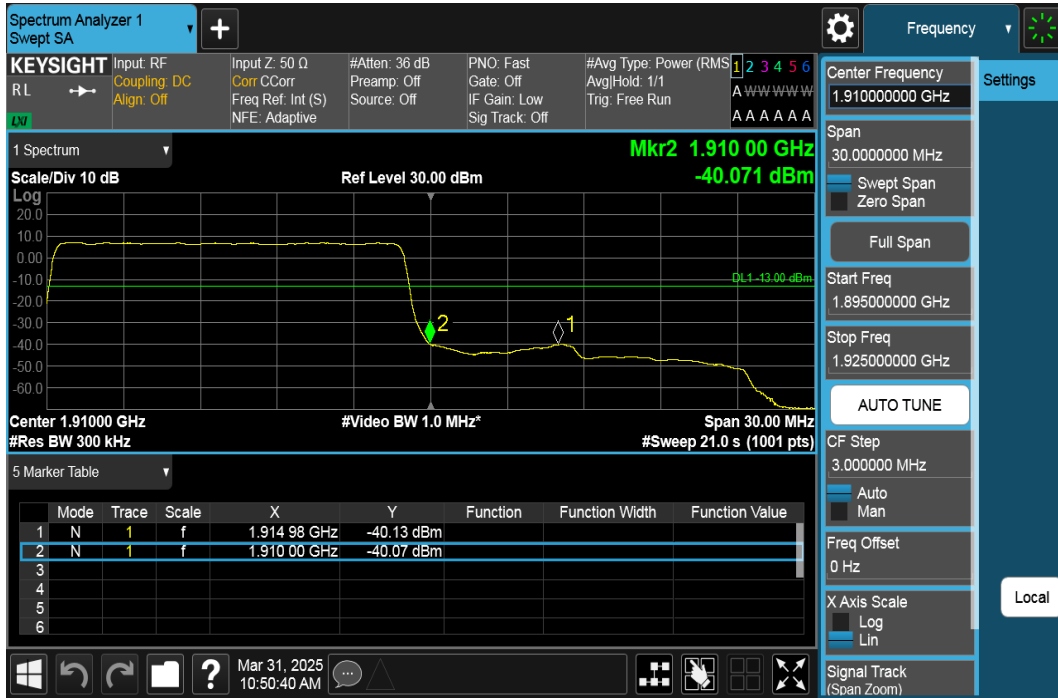 Spectrum Analyzer 1
Swept SA
Frequency
KEYSIGHT
RL
LXI
Input: RF
Coupling: DC
Align: Off
Input Z: 50 Ω
Corr CCorr
Freq Ref: Int (S)
NFE: Adaptive
#Atten: 36 dB
Preamp: Off
Source: Off
PNO: Fast
Gate: Off
IF Gain: Low
Sig Track: Off
#Avg Type: Power (RMS
Avg|Hold: 1/1
Trig: Free Run
1 2 3 4 5 6
A W W W W W
A A A A A A
Center Frequency
1.910000000 GHz
Settings
Span
30.0000000 MHz
Swept Span
Zero Span
Full Span
Start Freq
1.895000000 GHz
Stop Freq
1.925000000 GHz
AUTO TUNE
CF Step
3.000000 MHz
Auto
Man
Freq Offset
0 Hz
X Axis Scale
Log
Lin
Signal Track
(Span Zoom)
Local
1 Spectrum
Mkr2 1.910 00 GHz
Scale/Div 10 dB
Ref Level 30.00 dBm
-40.071 dBm
Log
20.0
10.0
0.00
-10.0
DL1 -13.00 dBm
-20.0
-30.0
2
1
-40.0
-50.0
-60.0
Center 1.91000 GHz
#Video BW 1.0 MHz*
Span 30.00 MHz
#Res BW 300 kHz
#Sweep 21.0 s (1001 pts)
5 Marker Table
Mode Trace Scale X Y Function Function Width Function Value
1 N 1 f 1.914 98 GHz -40.13 dBm
2 N 1 f 1.910 00 GHz -40.07 dBm
3
4
5
6
?
Mar 31, 2025
10:50:40 AM